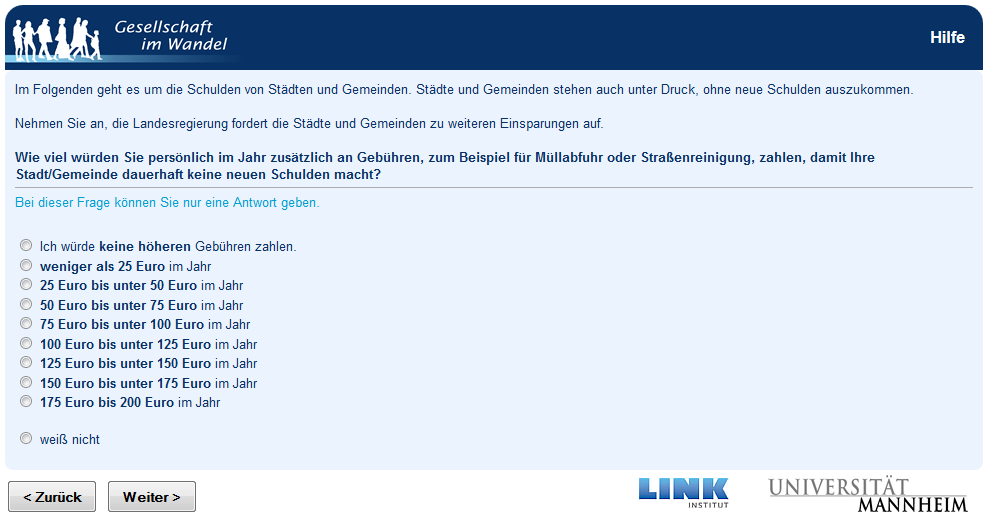 Gesellschaft
im Wandel
Hilfe
Im Folgenden geht es um die Schulden von Städten und Gemeinden. Städte und Gemeinden stehen auch unter Druck, ohne neue Schulden auszukommen.
Nehmen Sie an, die Landesregierung fordert die Städte und Gemeinden zu weiteren Einsparungen auf.
Wie viel würden Sie persönlich im Jahr zusätzlich an Gebühren, zum Beispiel für Müllabfuhr oder Straßenreinigung, zahlen, damit Ihre
Stadt/Gemeinde dauerhaft keine neuen Schulden macht?
Bei dieser Frage können Sie nur eine Antwort geben.
Ich würde keine höheren Gebühren zahlen.
weniger als 25 Euro im Jahr
25 Euro bis unter 50 Euro im Jahr
50 Euro bis unter 75 Euro im Jahr
75 Euro bis unter 100 Euro im Jahr
100 Euro bis unter 125 Euro im Jahr
125 Euro bis unter 150 Euro im Jahr
150 Euro bis unter 175 Euro im Jahr
175 Euro bis 200 Euro im Jahr
weiß nicht
< Zurück
Weiter >
LINK
INSTITUT
UNIVERSITÄT
MANNHEIM